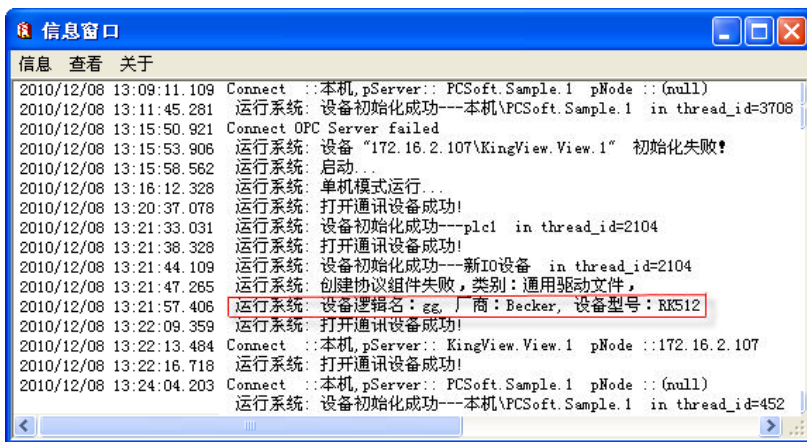 信息窗口
信息 查看 关于
2010/12/08 13:09:11.109 Connect ::本机,pServer:: PCSoft.Sample.1 pNode ::(null)
2010/12/08 13:11:45.281 运行系统: 设备初始化成功---本机\PCSoft.Sample.1 in thread_id=3708
2010/12/08 13:15:50.921 Connect OPC Server failed
2010/12/08 13:15:53.906 运行系统: 设备 "172.16.2.107\KingView.View.1" 初始化失败!
2010/12/08 13:15:58.562 运行系统: 启动...
2010/12/08 13:16:12.328 运行系统: 单机模式运行...
2010/12/08 13:20:37.078 运行系统: 打开通讯设备成功!
2010/12/08 13:21:33.031 运行系统: 设备初始化成功---plc1 in thread_id=2104
2010/12/08 13:21:38.328 运行系统: 打开通讯设备成功!
2010/12/08 13:21:44.109 运行系统: 设备初始化成功---新IO设备 in thread_id=2104
2010/12/08 13:21:47.265 运行系统: 创建协议组件失败，类别：通用驱动文件，
2010/12/08 13:21:57.406 运行系统: 设备逻辑名：gg, 厂商：Becker, 设备型号：RK512
2010/12/08 13:22:09.359 运行系统: 打开通讯设备成功!
2010/12/08 13:22:13.484 Connect ::本机,pServer:: KingView.View.1 pNode ::172.16.2.107
2010/12/08 13:22:16.718 运行系统: 打开通讯设备成功!
2010/12/08 13:24:04.203 Connect ::本机,pServer:: PCSoft.Sample.1 pNode ::(null)
运行系统: 设备初始化成功---本机\PCSoft.Sample.1 in thread_id=452